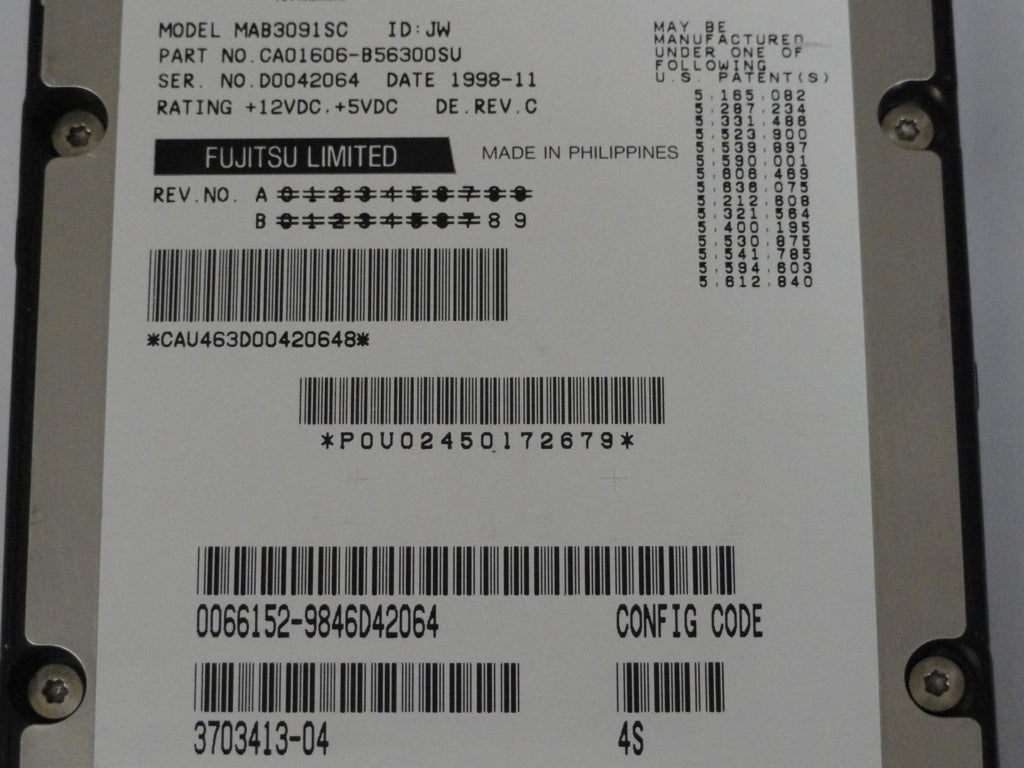 MODEL MAB3091SC ID:JW
PART NO.CA01606-B56300SU
SER. NO.D0042064 DATE 1998-11
RATING +12VDC,+5VDC DE.REV.C
MAY BE
MANUFACTURED
UNDER ONE OF
FOLLOWING
U.S. PATENT(S)
5,165,082
5,287,234
5,331,486
5,523,900
5,539,897
5,590,001
5,608,469
5,636,075
5,212,608
5,321,564
5,400,195
5,530,875
5,541,785
5,594,603
5,612,840
FUJITSU LIMITED MADE IN PHILIPPINES
REV.NO. A 0 1 2 3 4 5 6 7 8 9
B 0 1 2 3 4 5 6 7 8 9
*CAU463D00420648*
*P0U02450172679*
0066152-9846D42064 CONFIG CODE
3703413-04 4S